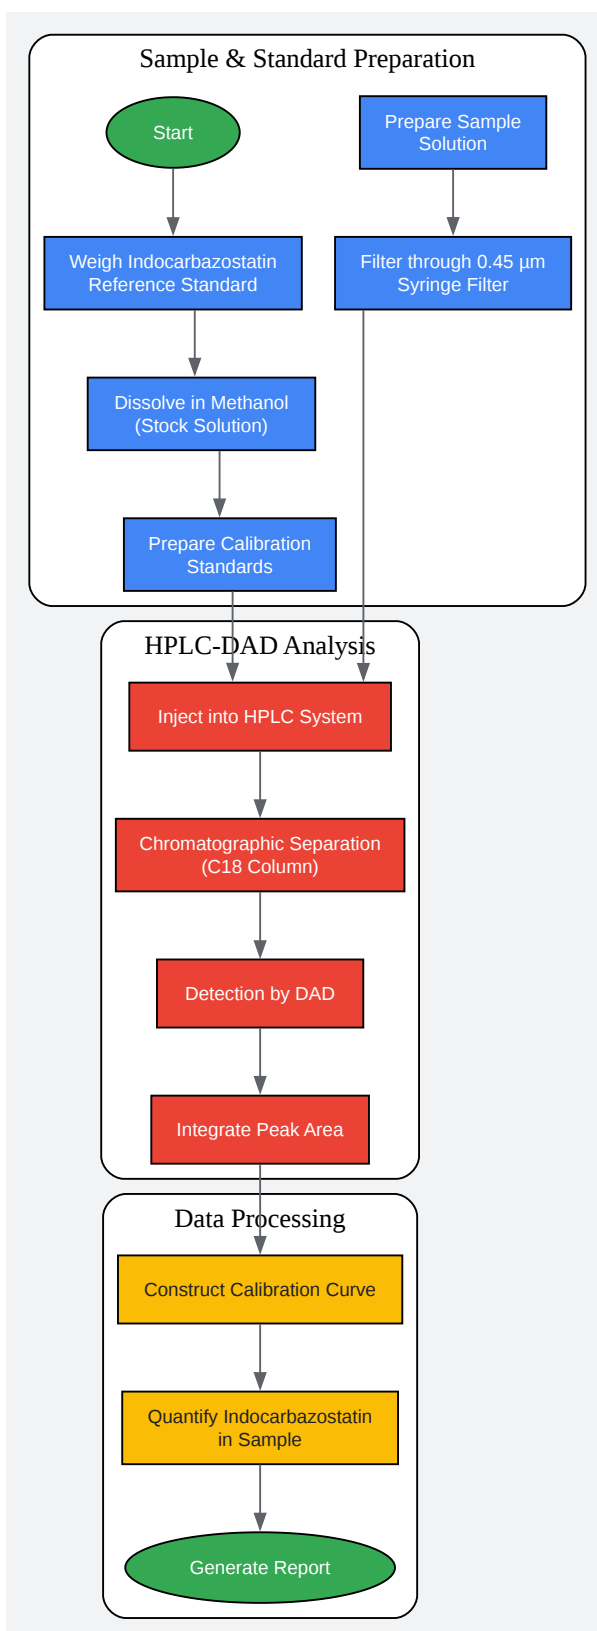 Sample & Standard Preparation
Start
Prepare Sample
Solution
Weigh Indocarbazostatin
Reference Standard
Filter through 0.45 µm
Syringe Filter
Dissolve in Methanol
(Stock Solution)
Prepare Calibration
Standards
HPLC-DAD Analysis
Inject into HPLC System
Chromatographic Separation
(C18 Column)
Detection by DAD
Integrate Peak Area
Data Processing
Construct Calibration Curve
Quantify Indocarbazostatin
in Sample
Generate Report